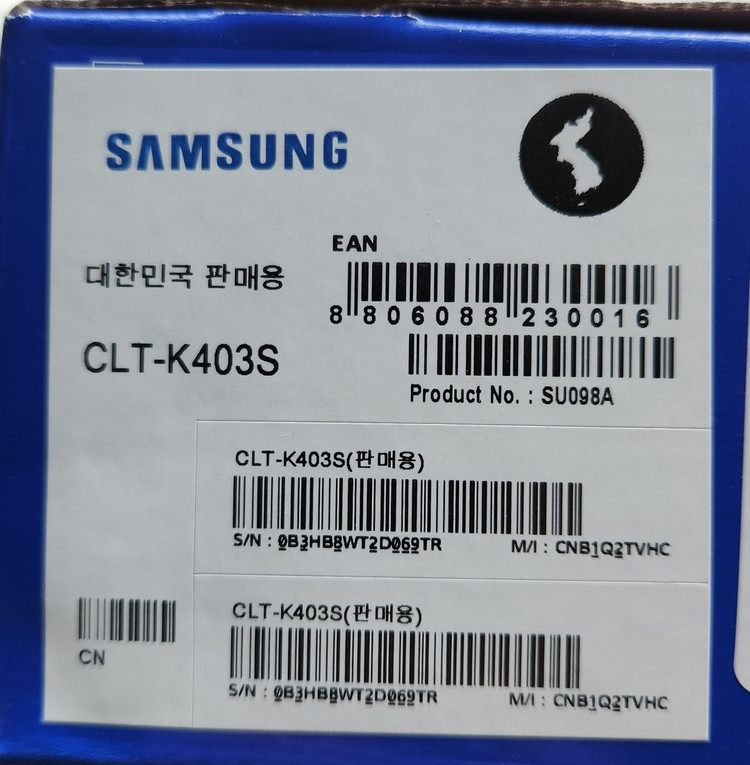 SAMSUNG
EAN
대한민국 판매용
8 806088 230016
CLT-K403S
Product No. : SU098A
CLT-K403S(판매용)
S/N : 0B3HB8WT2D069TR M/I : CNB1Q2TVHC
CLT-K403S(판매용)
S/N : 0B3HB8WT2D069TR M/I : CNB1Q2TVHC
CN